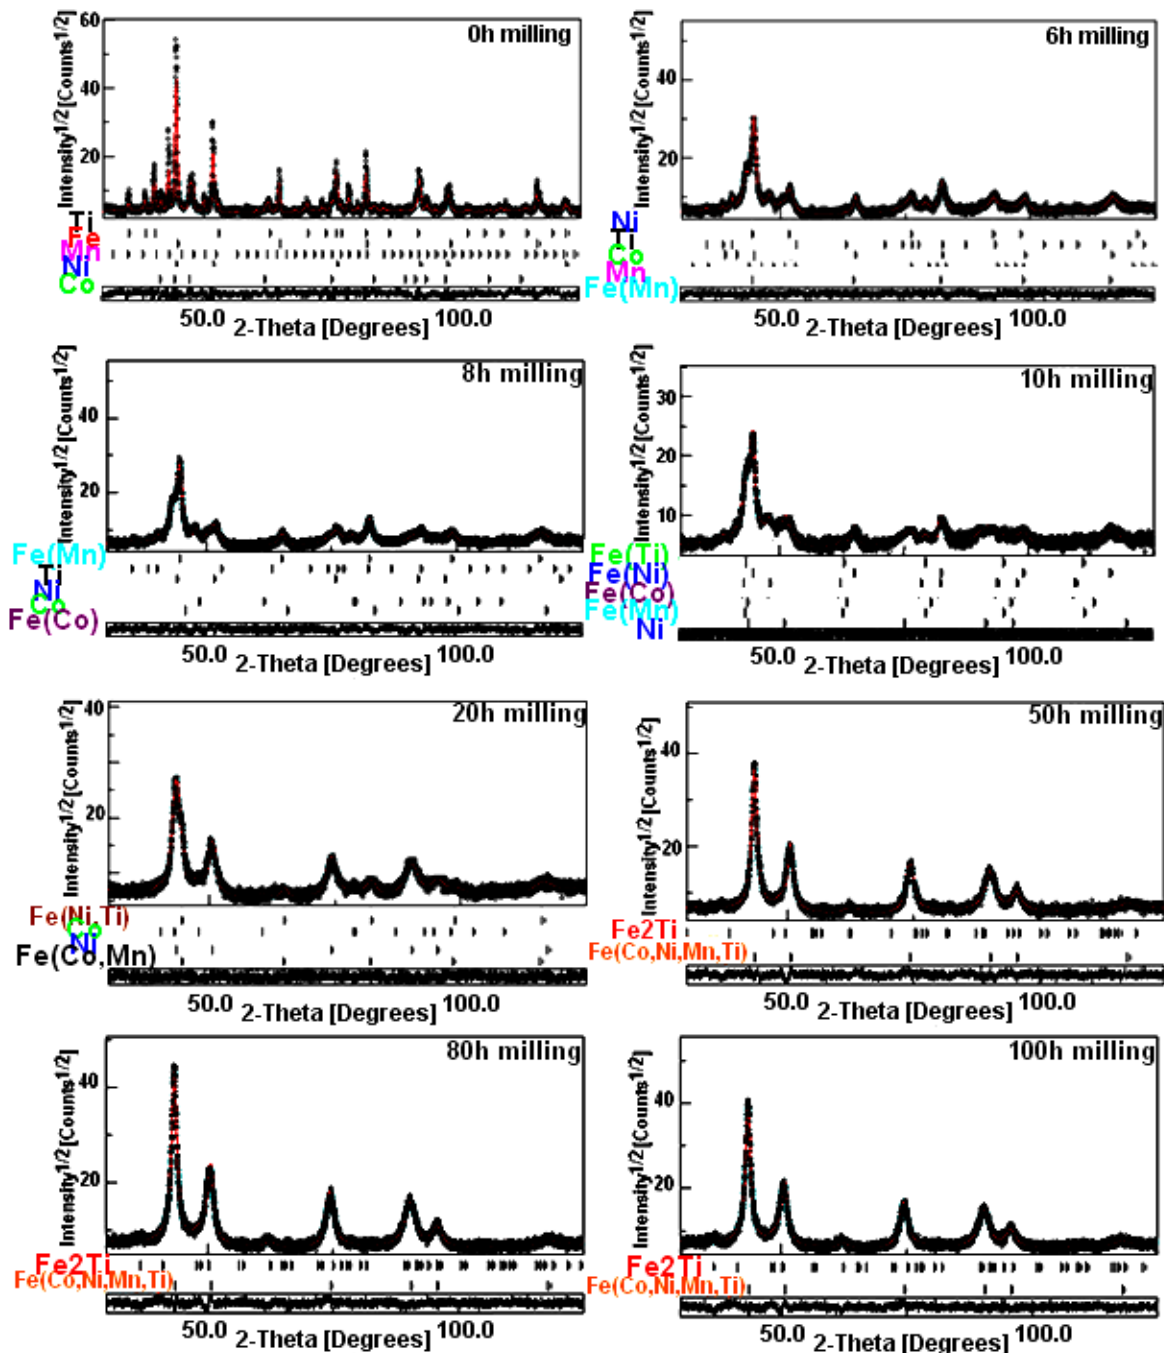 0h milling
Intensity1/2[Counts1/2]
60
40
20
Ti
Fe
Mn
Ni
Co
50.0 100.0
2-Theta [Degrees]
6h milling
Intensity1/2[Counts1/2]
40
20
Ni
Ti
Co
Mn
Fe(Mn)
50.0 100.0
2-Theta [Degrees]
8h milling
Intensity1/2[Counts1/2]
40
20
Fe(Mn)
Ti
Ni
Co
Fe(Co)
50.0 100.0
2-Theta [Degrees]
10h milling
Intensity1/2[Counts1/2]
30
20
10
Fe(Ti)
Fe(Ni)
Fe(Co)
Fe(Mn)
Ni
50.0 100.0
2-Theta [Degrees]
20h milling
Intensity1/2[Counts1/2]
40
20
Fe(Ni,Ti)
Co
Ni
Fe(Co,Mn)
50.0 100.0
2-Theta [Degrees]
50h milling
Intensity1/2[Counts1/2]
40
20
Fe2Ti
Fe(Co,Ni,Mn,Ti)
50.0 100.0
2-Theta [Degrees]
80h milling
Intensity1/2[Counts1/2]
40
20
Fe2Ti
Fe(Co,Ni,Mn,Ti)
50.0 100.0
2-Theta [Degrees]
100h milling
Intensity1/2[Counts1/2]
40
20
Fe2Ti
Fe(Co,Ni,Mn,Ti)
50.0 100.0
2-Theta [Degrees]